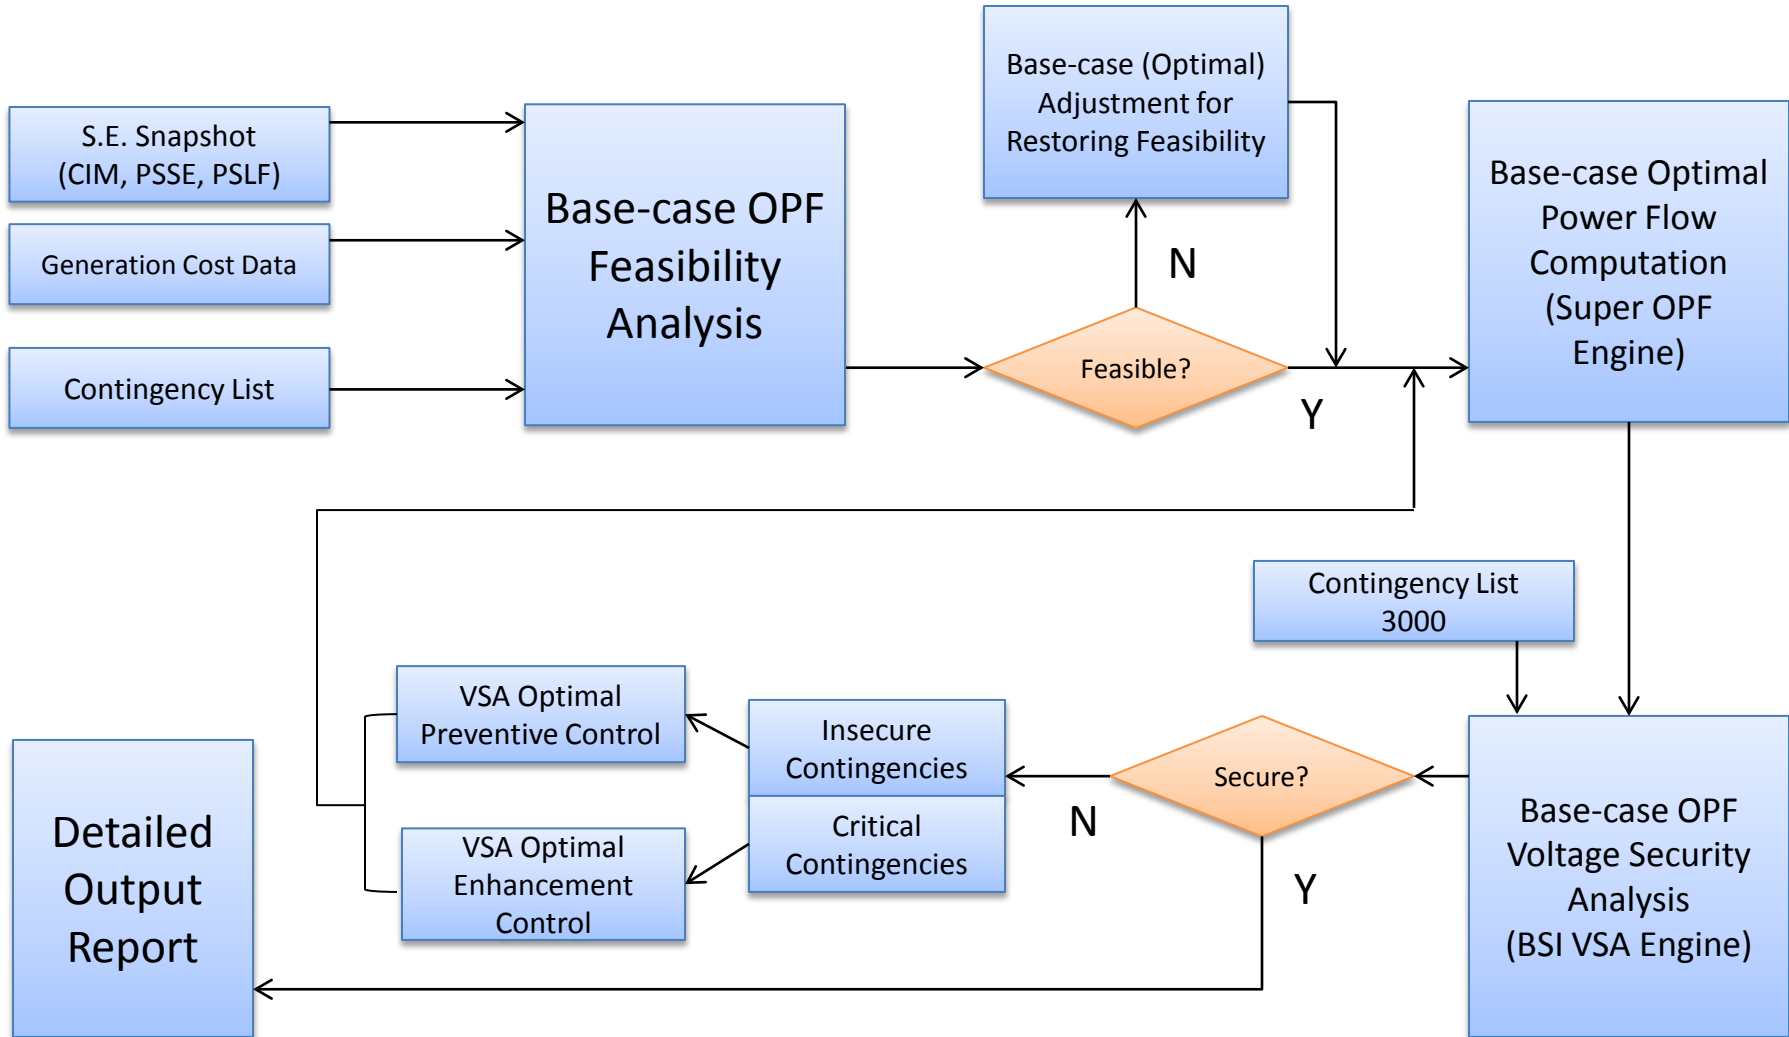 S.E. Snapshot
(CIM, PSSE, PSLF)
Generation Cost Data
Contingency List
Base-case OPF
Feasibility
Analysis
Base-case (Optimal)
Adjustment for
Restoring Feasibility
N
Feasible?
Y
Base-case Optimal
Power Flow
Computation
(Super OPF
Engine)
Contingency List
3000
Base-case OPF
Voltage Security
Analysis
(BSI VSA Engine)
Secure?
N
Y
Insecure
Contingencies
Critical
Contingencies
VSA Optimal
Preventive Control
VSA Optimal
Enhancement
Control
Detailed
Output
Report